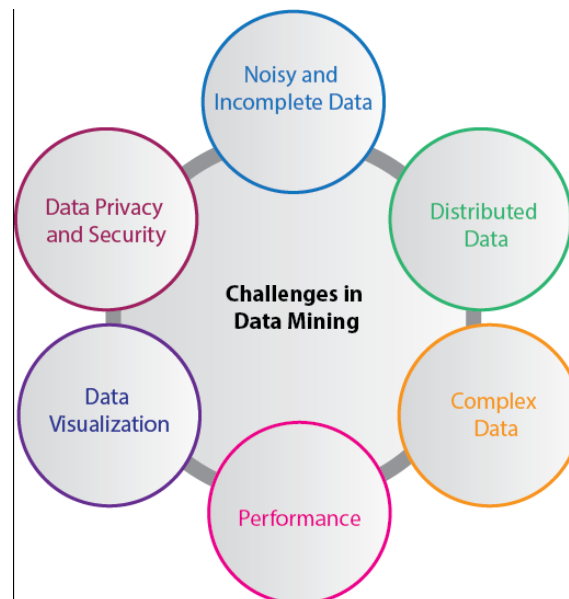 Noisy and
Incomplete Data
Data Privacy
and Security
Distributed
Data
Challenges in
Data Mining
Data
Visualization
Complex
Data
Performance